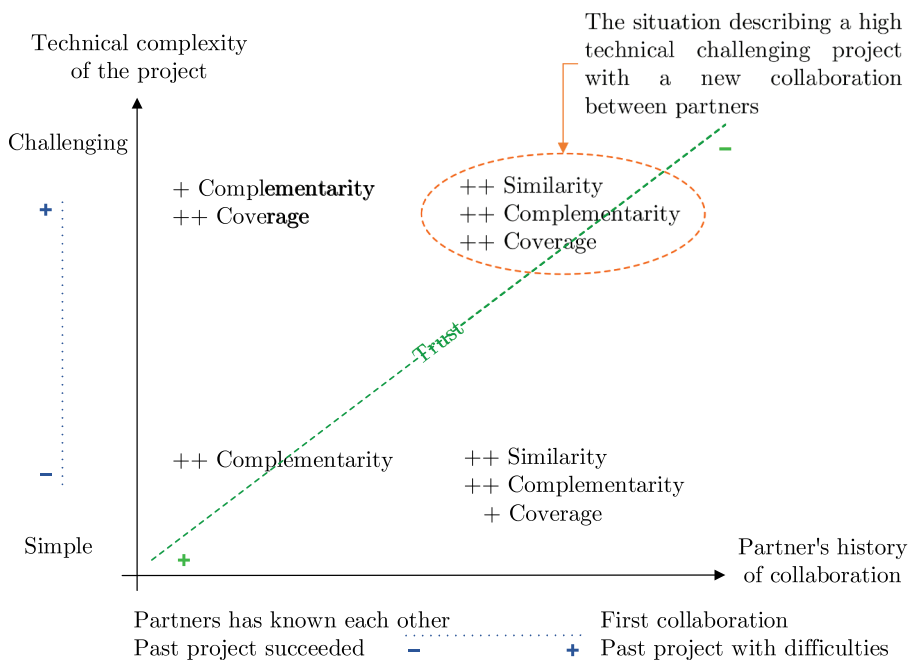 The situation describing a high
technical challenging project
with a new collaboration
between partners
Technical complexity
of the project
Challenging
+ Complementarity
++ Coverage
++ Similarity
++ Complementarity
++ Coverage
+
−
−
+
Trust
++ Complementarity
++ Similarity
++ Complementarity
+ Coverage
Simple
Partner's history
of collaboration
Partners has known each other
Past project succeeded −
First collaboration
+ Past project with difficulties